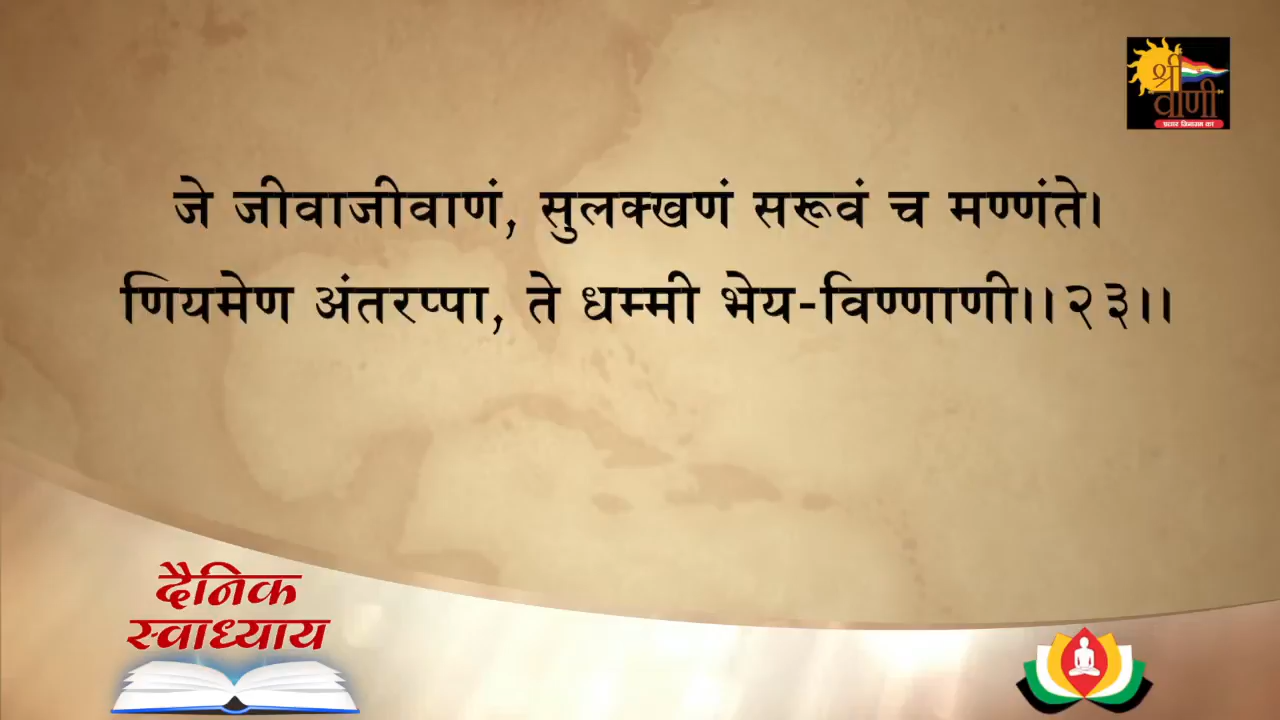 श्री
वाणी
जे जीवाजीवाणं, सुलक्खणं सरूवं च मण्णंते।
णियमेण अंतरप्पा, ते धम्मी भेय-विण्णाणी।।२३।।
दैनिक
स्वाध्याय